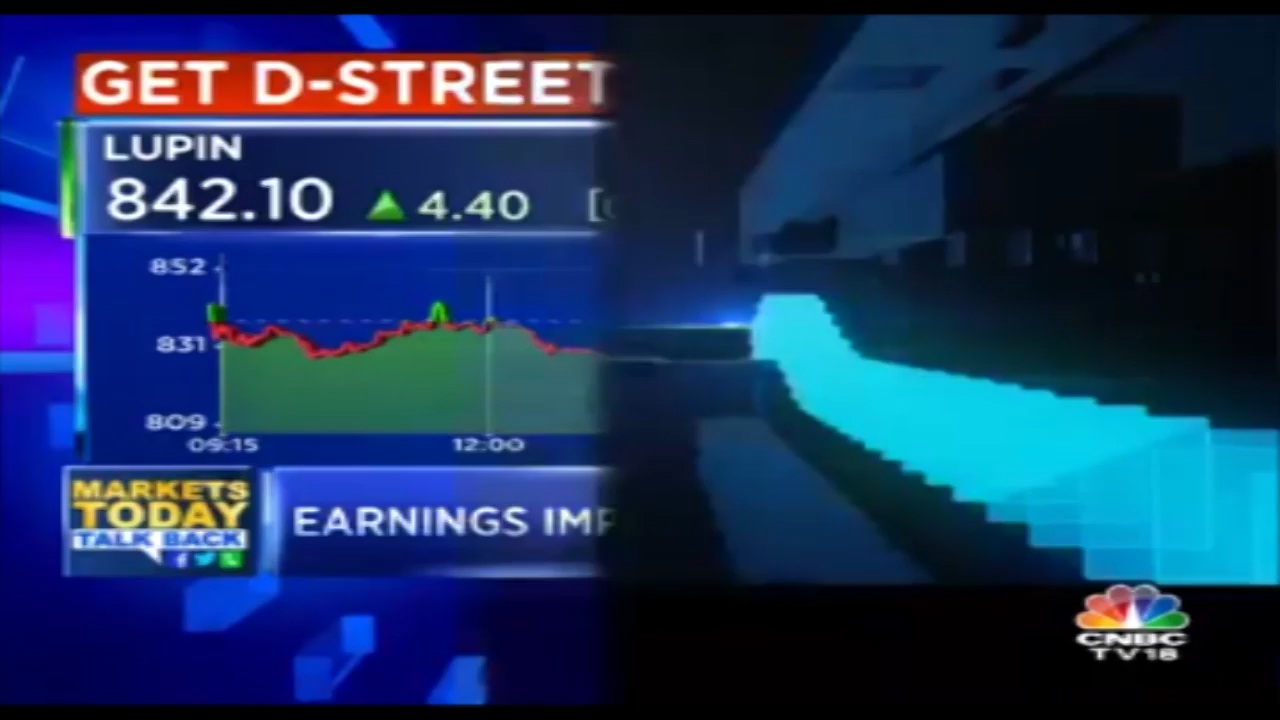 GET D-STREET
LUPIN
842.10 ▲ 4.40
852
831
809
09:15 12:00
MARKETS
TODAY
TALK BACK
EARNINGS IMP
CNBC
TV18